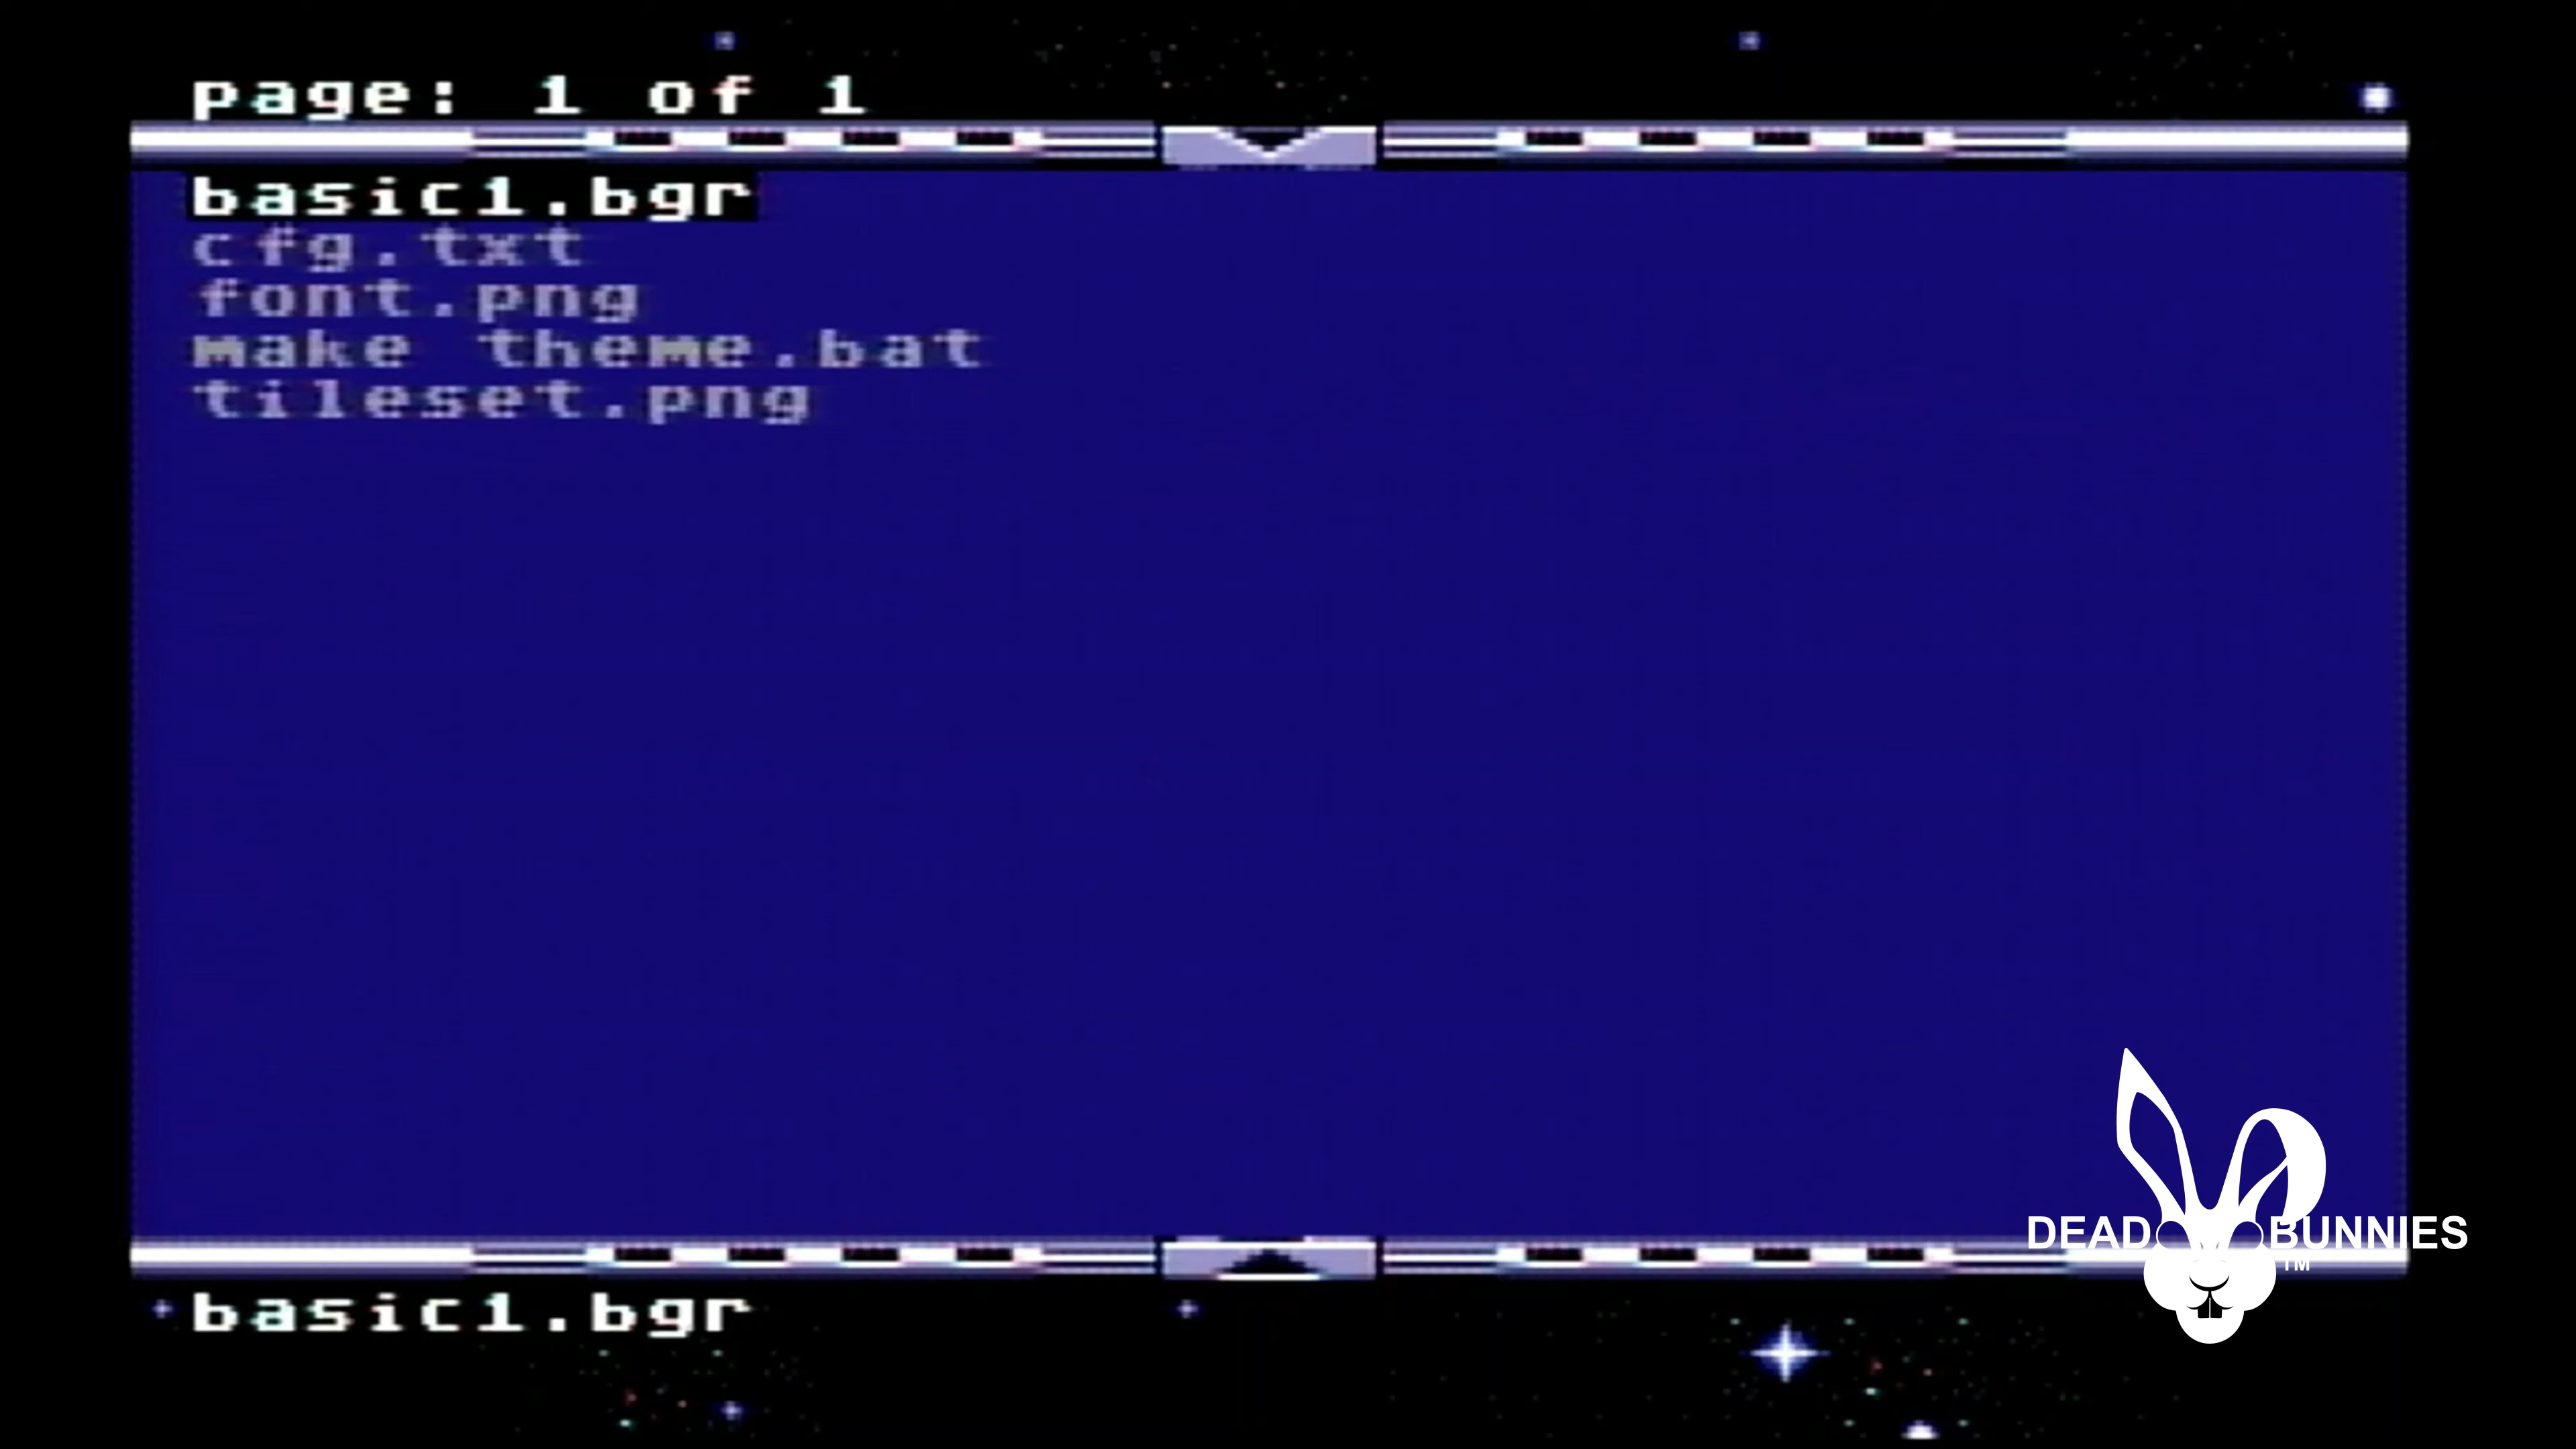 page: 1 of 1
basic1.bgr
cfg.txt
font.png
make theme.bat
tileset.png
DEAD BUNNIES
TM
basic1.bgr